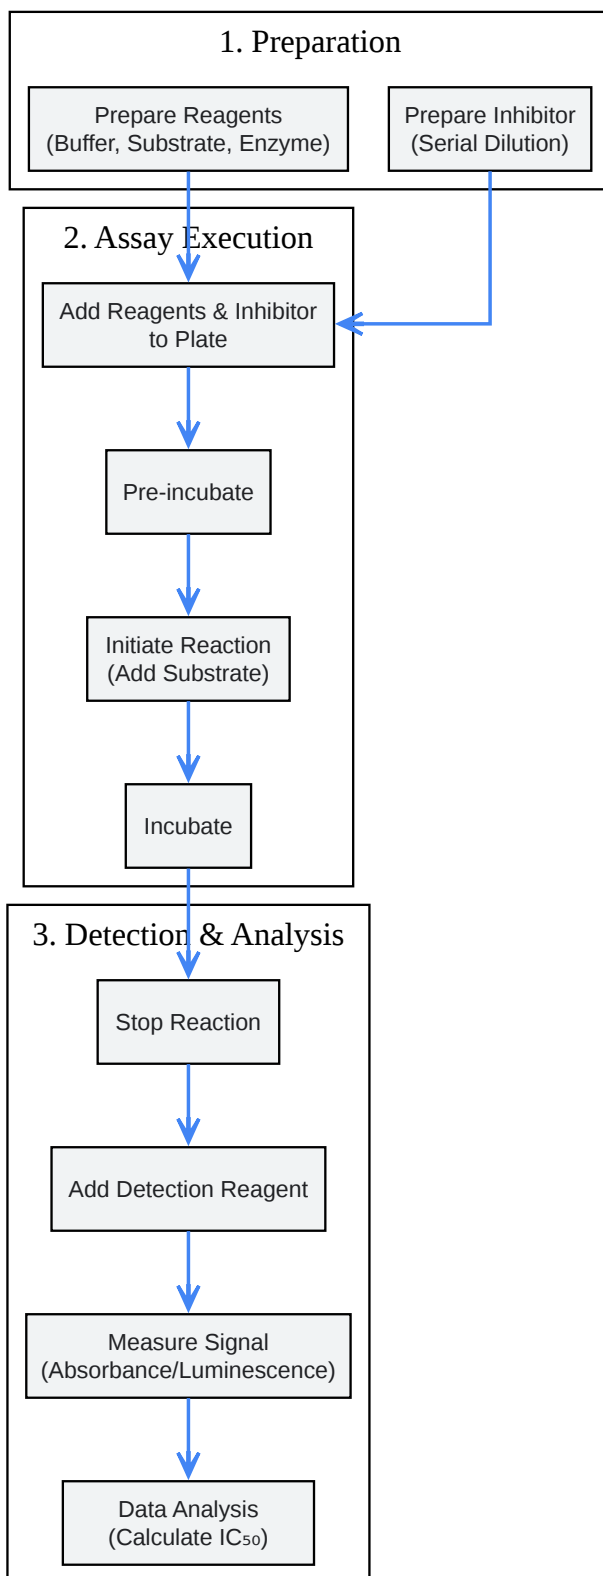 1. Preparation
Prepare Reagents
(Buffer, Substrate, Enzyme)
Prepare Inhibitor
(Serial Dilution)
2. Assay Execution
Add Reagents & Inhibitor
to Plate
Pre-incubate
Initiate Reaction
(Add Substrate)
Incubate
3. Detection & Analysis
Stop Reaction
Add Detection Reagent
Measure Signal
(Absorbance/Luminescence)
Data Analysis
(Calculate IC₅₀)